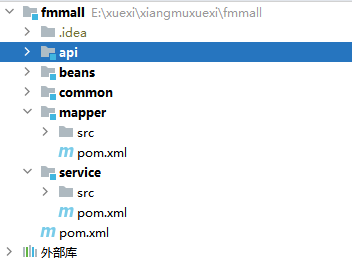 fmmall E:\xuexi\xiangmuxuexi\fmmall
.idea
api
beans
common
mapper
src
m pom.xml
service
src
m pom.xml
m pom.xml
外部库